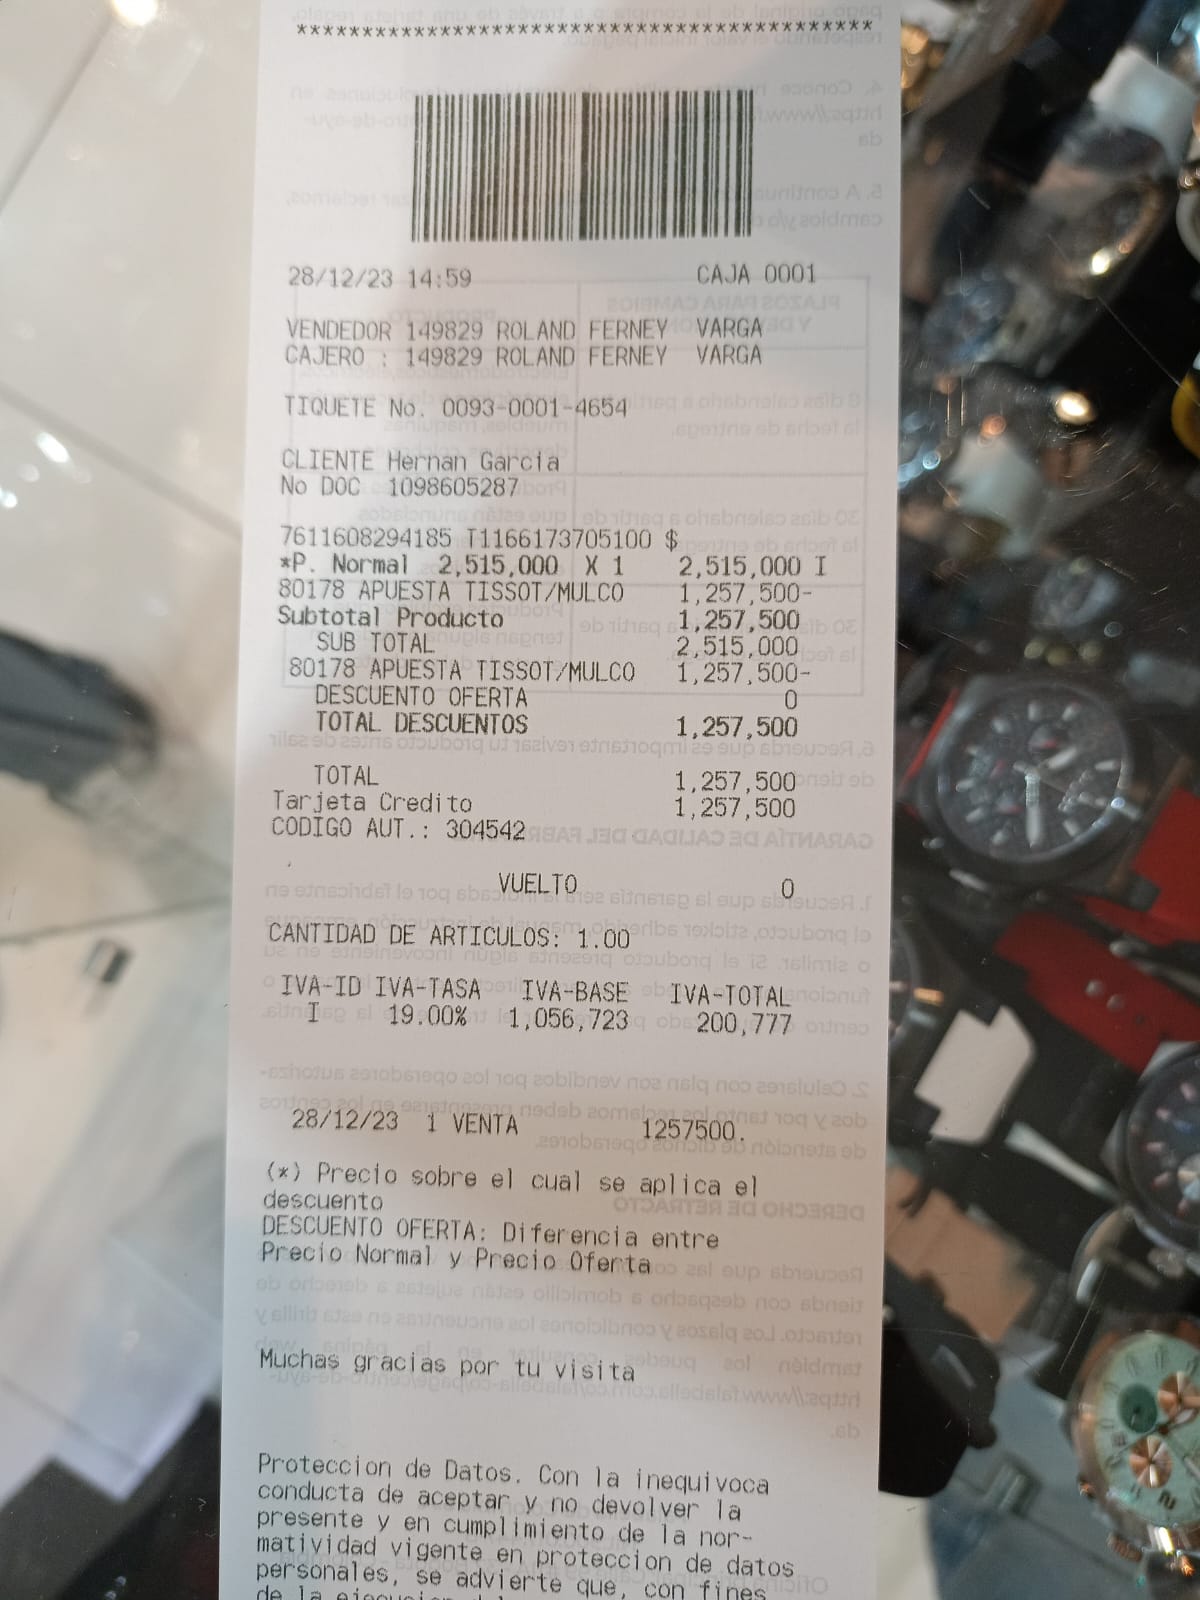 *********************************************
28/12/23 14:59 CAJA 0001
VENDEDOR 149829 ROLAND FERNEY VARGA
CAJERO : 149829 ROLAND FERNEY VARGA
TIQUETE No. 0093-0001-4654
CLIENTE Hernan Garcia
No DOC 1098605287
7611608294185 T1166173705100 $
*P. Normal 2,515,000 X 1 2,515,000 I
80178 APUESTA TISSOT/MULCO 1,257,500-
Subtotal Producto 1,257,500
SUB TOTAL 2,515,000
80178 APUESTA TISSOT/MULCO 1,257,500-
DESCUENTO OFERTA 0
TOTAL DESCUENTOS 1,257,500
TOTAL 1,257,500
Tarjeta Credito 1,257,500
CODIGO AUT.: 304542
VUELTO 0
CANTIDAD DE ARTICULOS: 1.00
IVA-ID IVA-TASA IVA-BASE IVA-TOTAL
I 19.00% 1,056,723 200,777
28/12/23 1 VENTA 1257500.
(*) Precio sobre el cual se aplica el
descuento
DESCUENTO OFERTA: Diferencia entre
Precio Normal y Precio Oferta
Muchas gracias por tu visita
Proteccion de Datos. Con la inequivoca
conducta de aceptar y no devolver la
presente y en cumplimiento de la nor-
matividad vigente en proteccion de datos
personales, se advierte que, con fines
de la